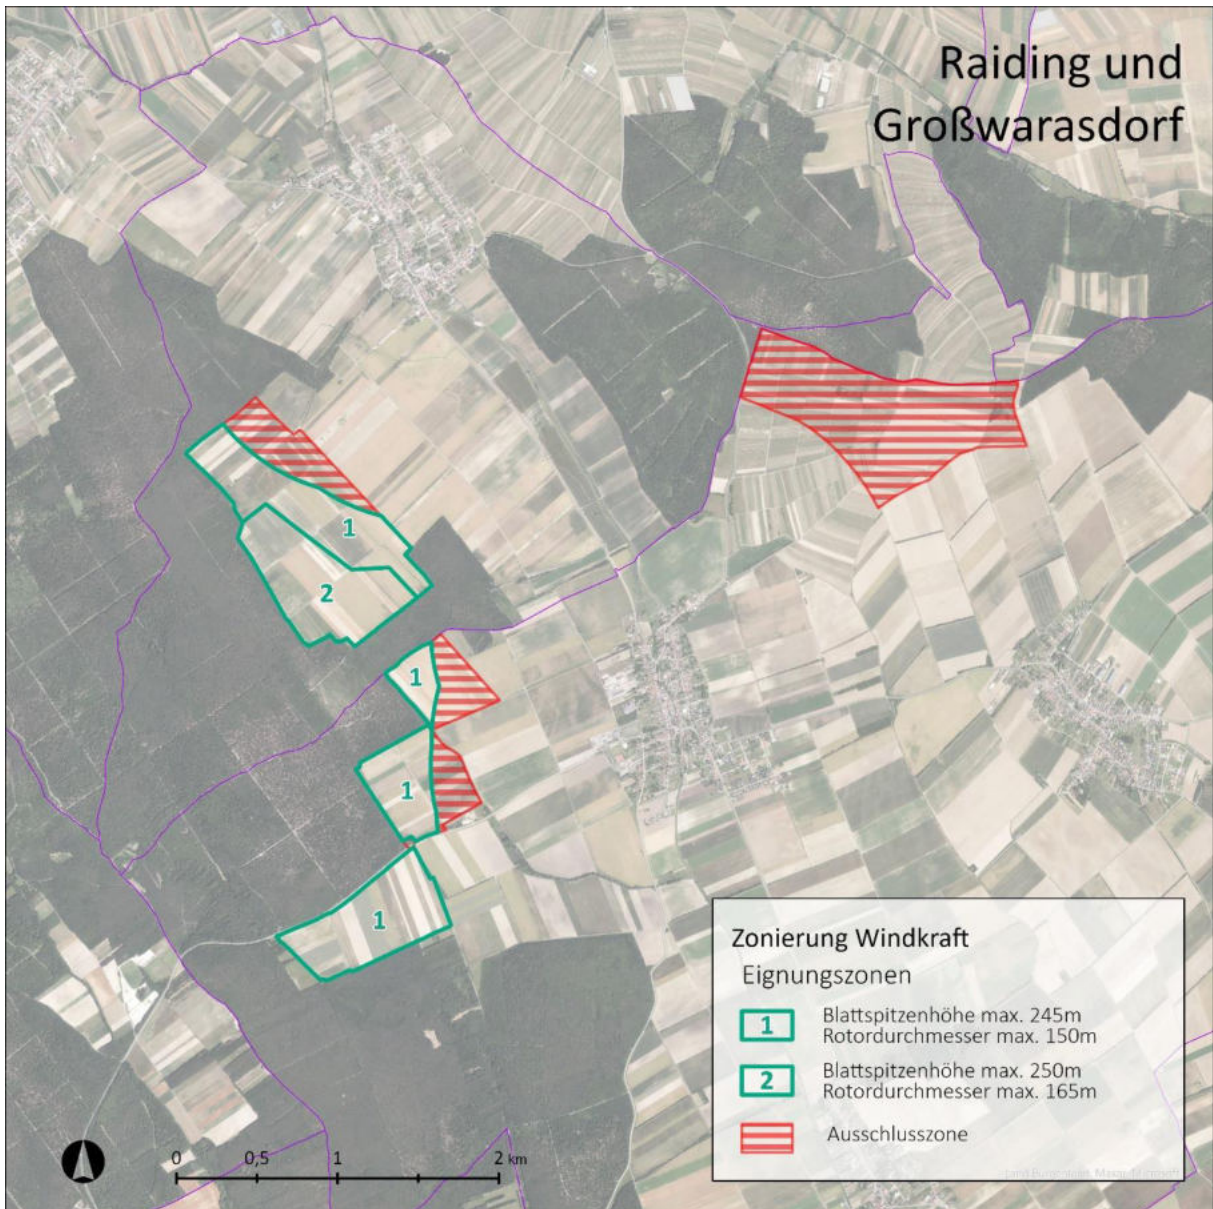 Raiding und
Großwarasdorf
1
2
1
1
1
Zonierung Windkraft
Eignungszonen
1
Blattspitzenhöhe max. 245m
Rotordurchmesser max. 150m
2
Blattspitzenhöhe max. 250m
Rotordurchmesser max. 165m
Ausschlusszone
0 0,5 1 2 km